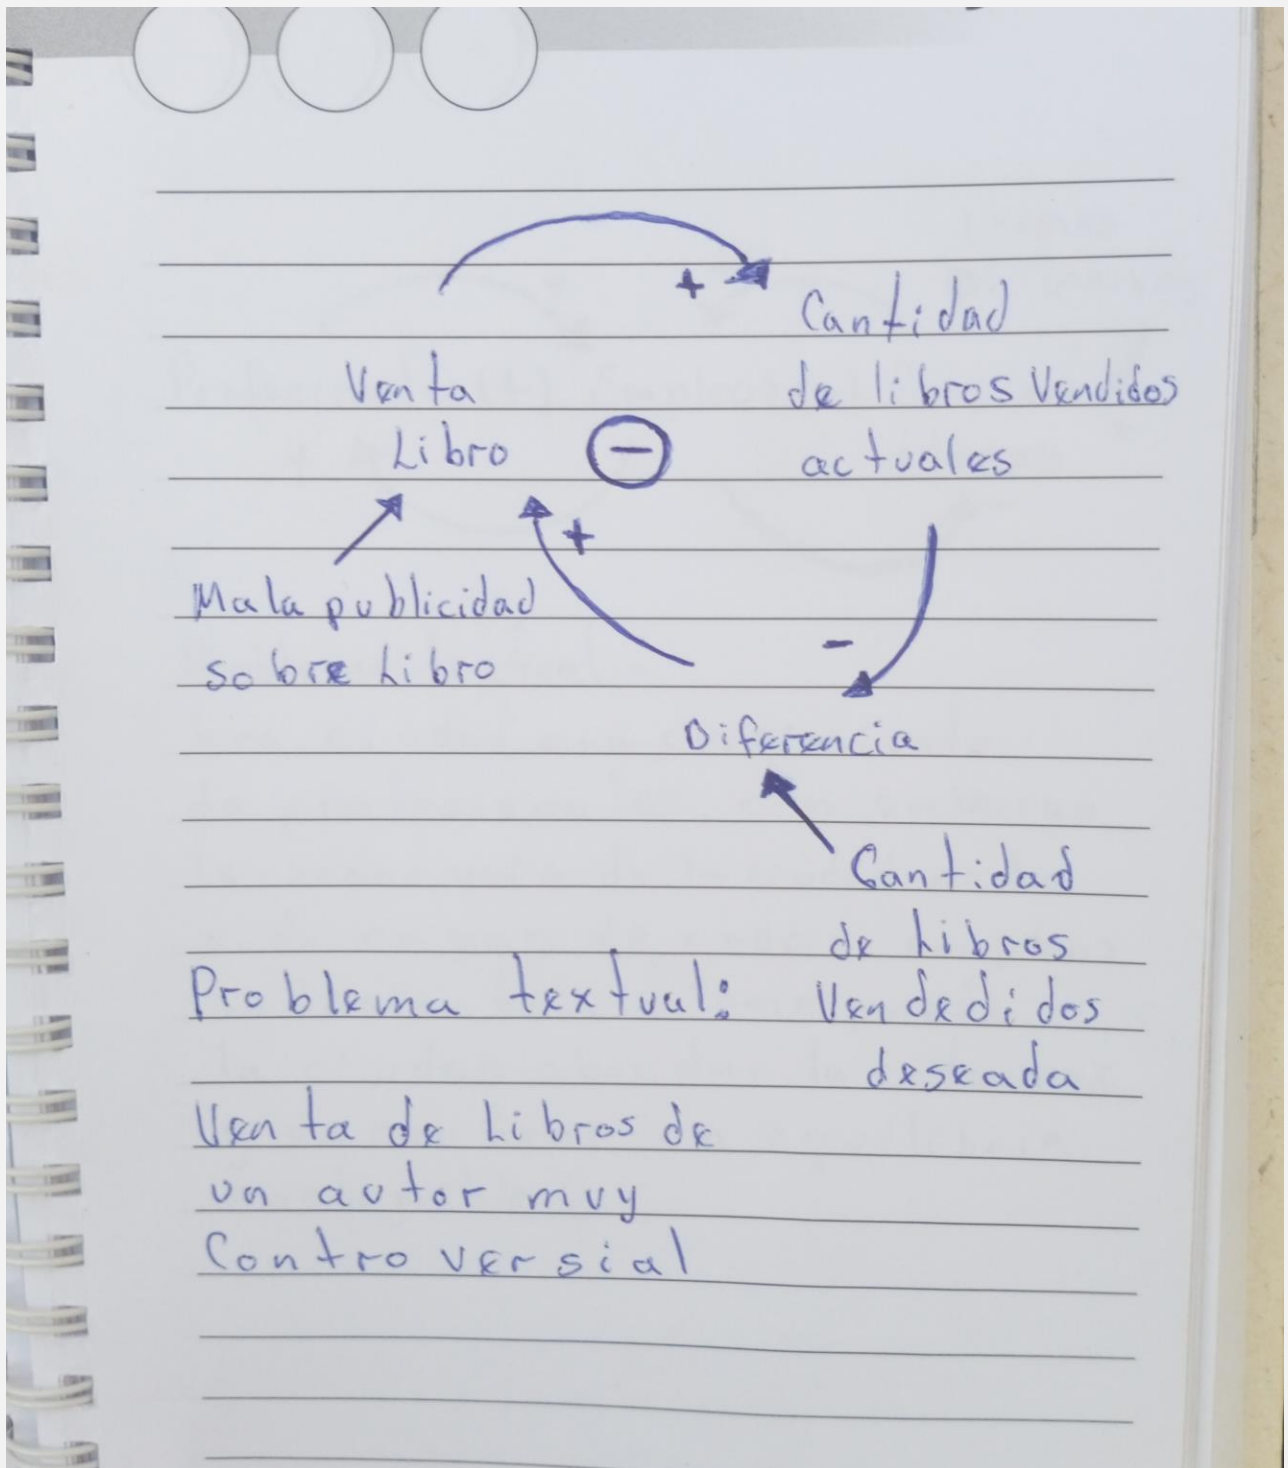 +
Cantidad
de libros Vendidos
actuales
Venta
Libro
-
+
Mala publicidad
sobre Libro
-
Diferencia
Cantidad
de Libros
Vendedidos
deseada
Problema textual:
Venta de Libros de
un autor muy
Controversial